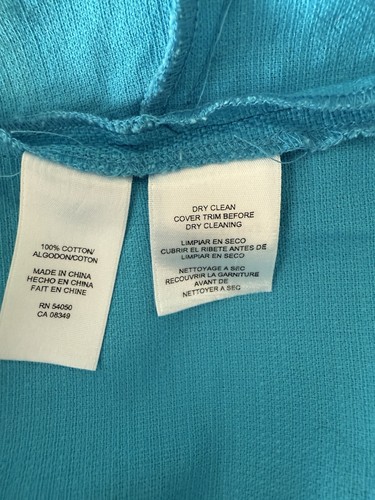 100% COTTON/
ALGODON/COTON
MADE IN CHINA
HECHO EN CHINA
FAIT EN CHINE
RN 54050
CA 08349
DRY CLEAN
COVER TRIM BEFORE
DRY CLEANING
LIMPIAR EN SECO
CUBRIR EL RIBETE ANTES DE
LIMPIAR EN SECO
NETTOYAGE A SEC
RECOUVRIR LA GARNITURE
AVANT DE
NETTOYER A SEC